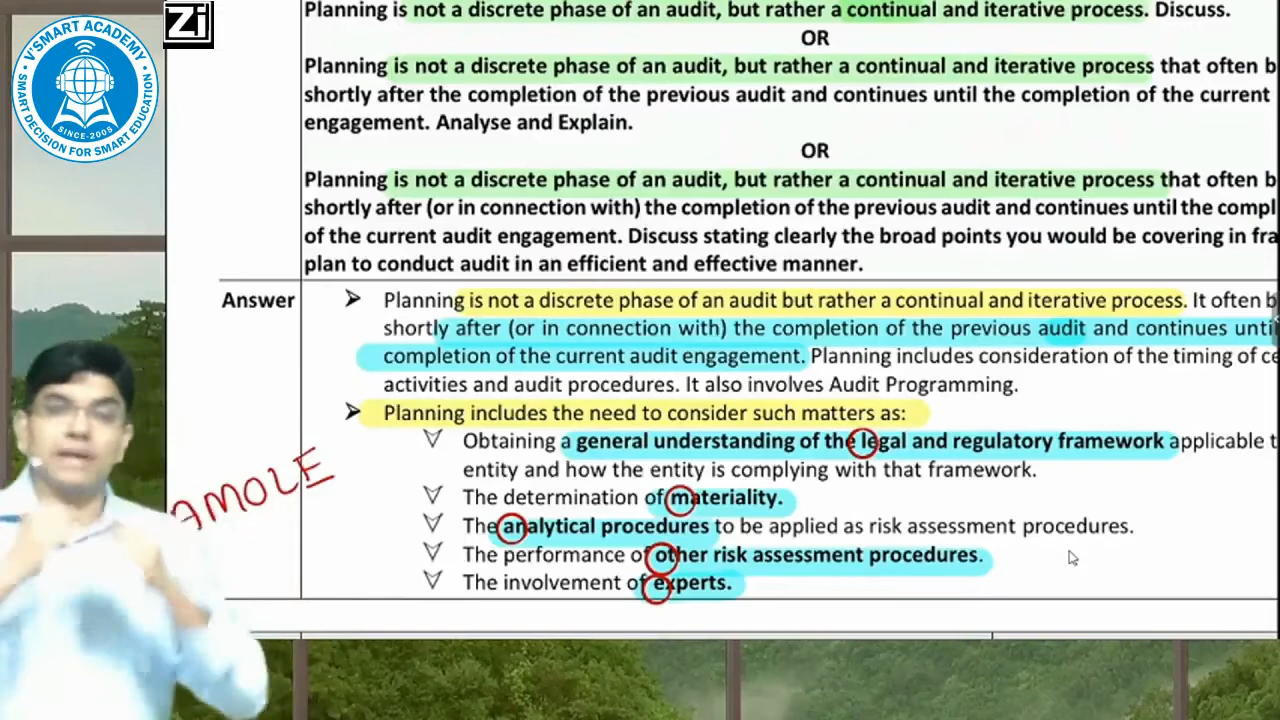 V'SMART ACADEMY
SINCE-2005
SMART DECISION FOR SMART EDUCATION
Zf
Planning is not a discrete phase of an audit, but rather a continual and iterative process. Discuss.
OR
Planning is not a discrete phase of an audit, but rather a continual and iterative process that often b
shortly after the completion of the previous audit and continues until the completion of the current
engagement. Analyse and Explain.
OR
Planning is not a discrete phase of an audit, but rather a continual and iterative process that often b
shortly after (or in connection with) the completion of the previous audit and continues until the compl
of the current audit engagement. Discuss stating clearly the broad points you would be covering in fra
plan to conduct audit in an efficient and effective manner.
Answer
➤ Planning is not a discrete phase of an audit but rather a continual and iterative process. It often b
shortly after (or in connection with) the completion of the previous audit and continues unti
completion of the current audit engagement. Planning includes consideration of the timing of ce
activities and audit procedures. It also involves Audit Programming.
➤ Planning includes the need to consider such matters as:
Obtaining a general understanding of the legal and regulatory framework applicable t
entity and how the entity is complying with that framework.
The determination of materiality.
The analytical procedures to be applied as risk assessment procedures.
The performance of other risk assessment procedures.
The involvement of experts.
AMOLE